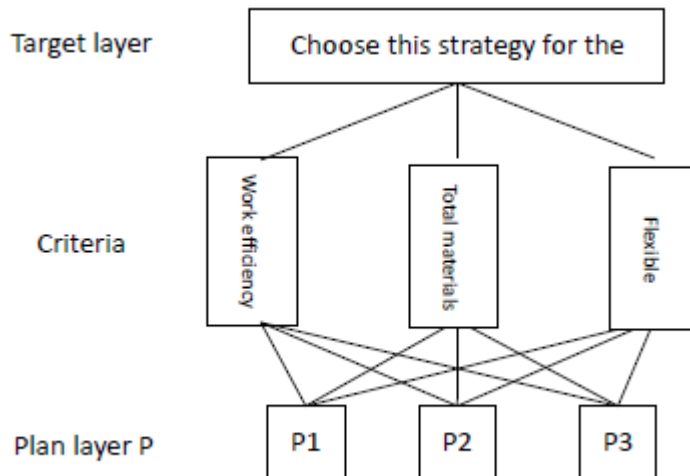 Target layer
Choose this strategy for the
Work efficiency
Total materials
Flexible
Criteria
Plan layer P
P1
P2
P3